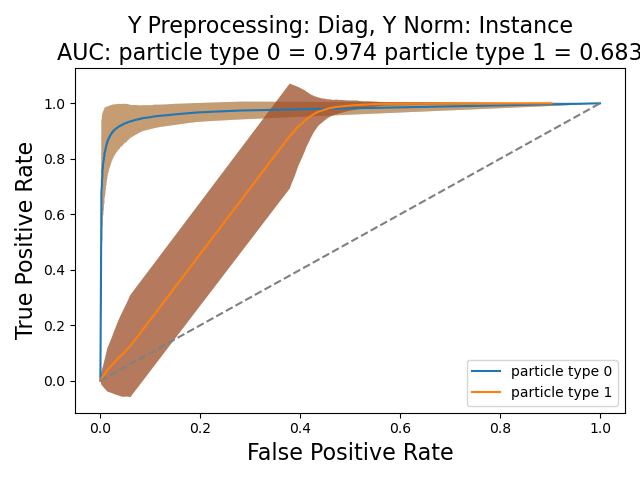 Y Preprocessing: Diag, Y Norm: Instance
AUC: particle type 0 = 0.974 particle type 1 = 0.683
True Positive Rate
1.0
0.8
0.6
0.4
0.2
0.0
particle type 0
particle type 1
0.0 0.2 0.4 0.6 0.8 1.0
False Positive Rate